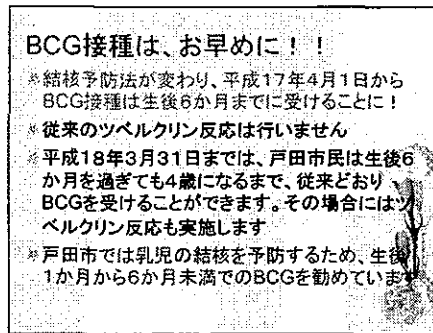 BCG接種は、お早めに！！
※結核予防法が変わり、平成17年4月1日から
BCG接種は生後6か月までに受けることに！
※従来のツベルクリン反応は行いません
※平成18年3月31日までは、戸田市民は生後6
か月を過ぎても4歳になるまで、従来どおり
BCGを受けることができます。その場合にはツ
ベルクリン反応も実施します
※戸田市では乳児の結核を予防するため、生後
1か月から6か月未満でのBCGを勧めています